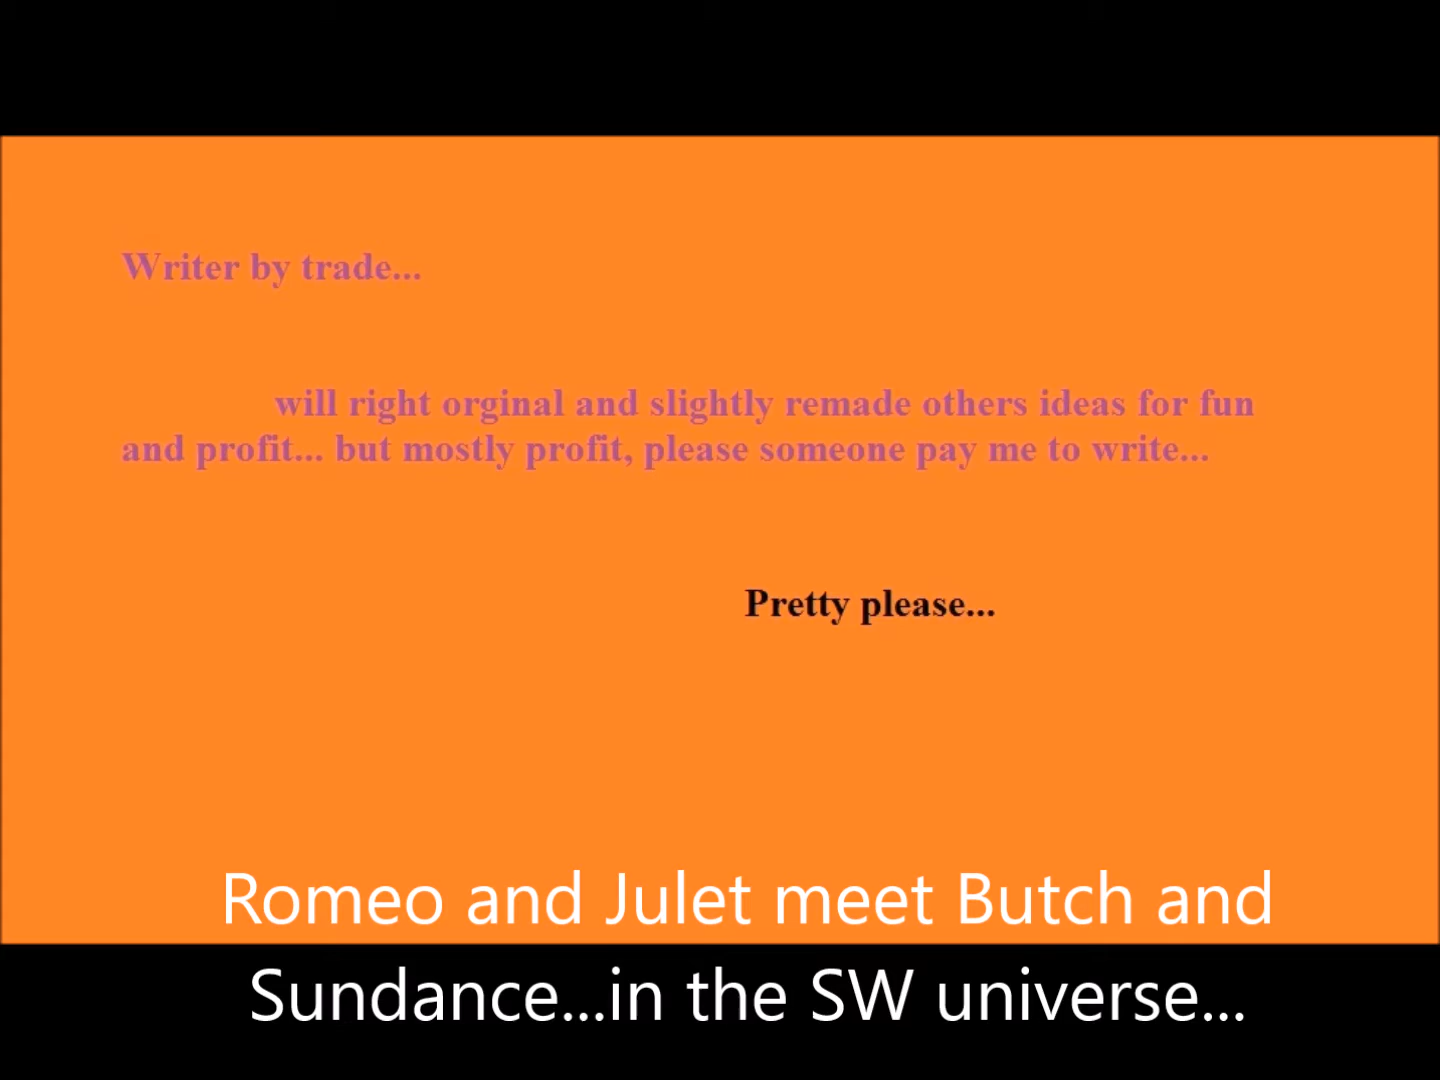 Writer by trade...
will right orginal and slightly remade others ideas for fun
and profit... but mostly profit, please someone pay me to write...
Pretty please...
Romeo and Julet meet Butch and
Sundance...in the SW universe...